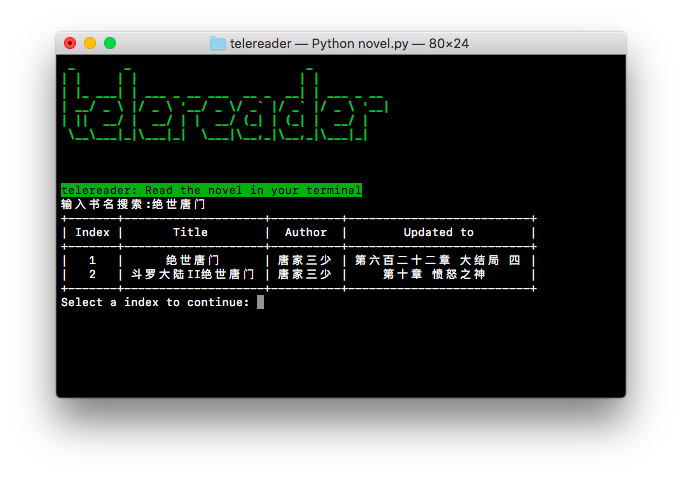 telereader — Python novel.py — 80×24
telereader
telereader: Read the novel in your terminal
输入书名搜索:绝世唐门
Index Title Author Updated to
1 绝世唐门 唐家三少 第六百二十二章 大结局 四
2 斗罗大陆II绝世唐门 唐家三少 第十章 愤怒之神
Select a index to continue: